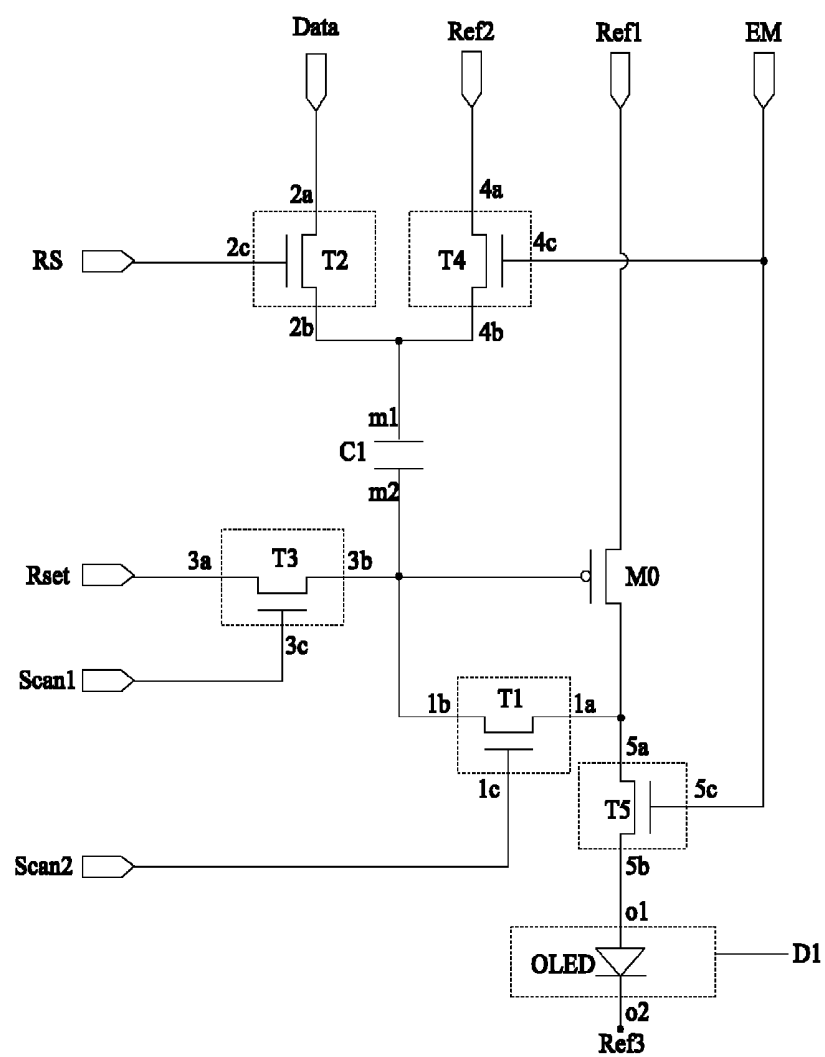 Data Ref2 Ref1 EM
2a 4a
RS 2c T2 T4 4c
2b 4b
m1
C1
m2
Rset 3a T3 3b M0
3c
Scan1
1b T1 1a
5a
1c T5 5c
Scan2
5b
o1
OLED D1
o2
Ref3